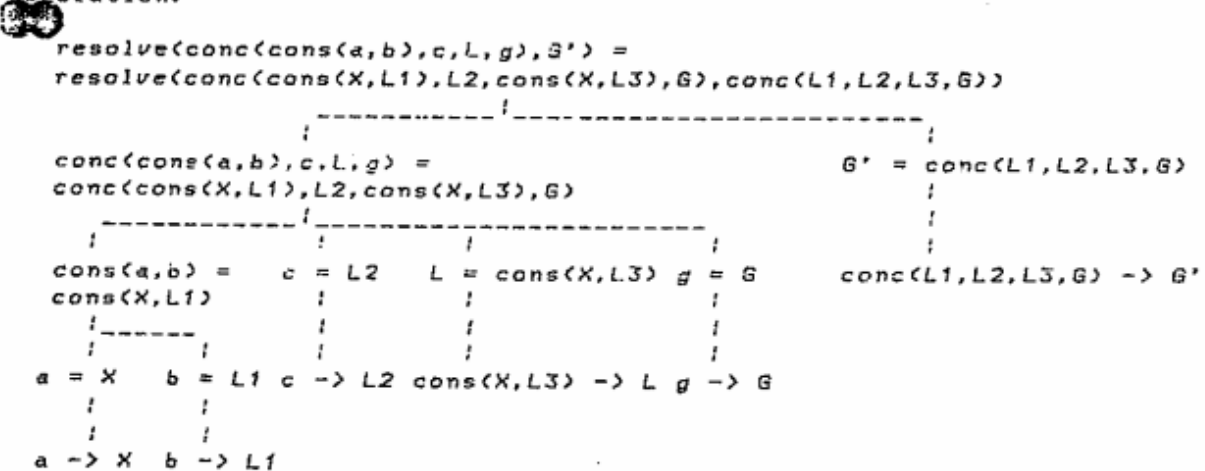 resolve(conc(cons(a,b),c,L,g),G') =
resolve(conc(cons(X,L1),L2,cons(X,L3),G),conc(L1,L2,L3,G))
conc(cons(a,b),c,L,g) = G' = conc(L1,L2,L3,G)
conc(cons(X,L1),L2,cons(X,L3),G)
cons(a,b) = c = L2 L = cons(X,L3) g = G conc(L1,L2,L3,G) -> G'
cons(X,L1)
a = X b = L1 c -> L2 cons(X,L3) -> L g -> G
a -> X b -> L1